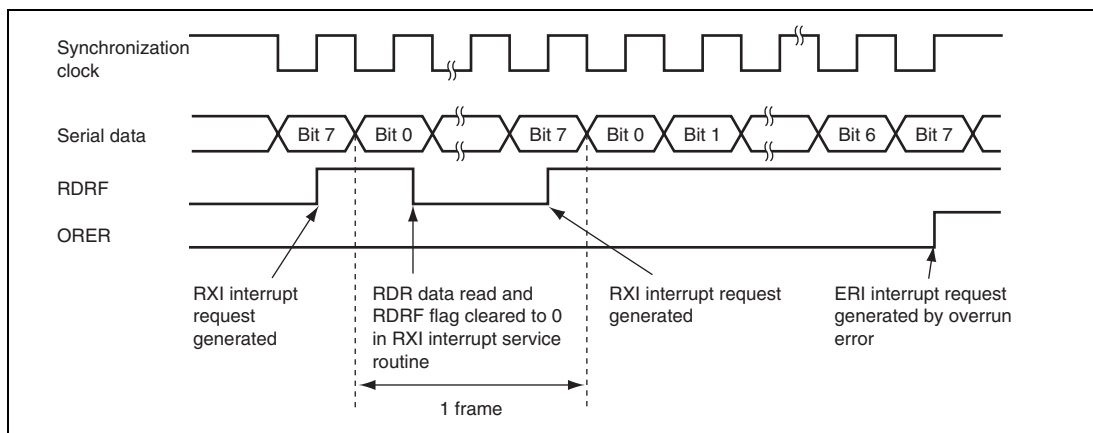 Synchronization
clock
Serial data
Bit 7
Bit 0
Bit 7
Bit 0
Bit 1
Bit 6
Bit 7
RDRF
ORER
RXI interrupt
request
generated
RDR data read and
RDRF flag cleared to 0
in RXI interrupt service
routine
RXI interrupt request
generated
ERI interrupt request
generated by overrun
error
1 frame